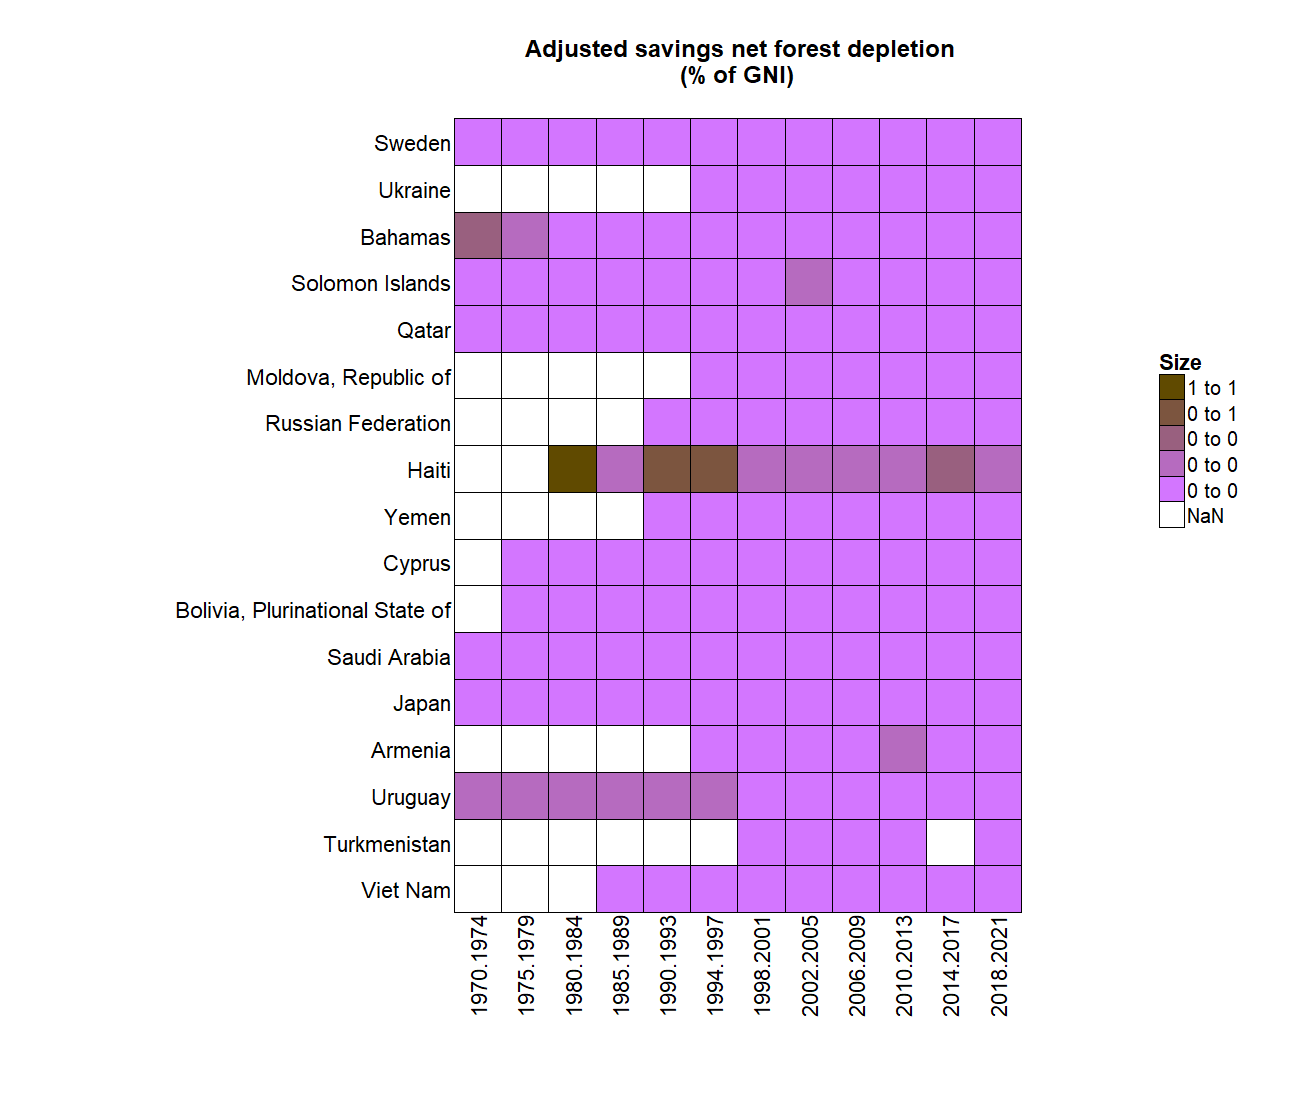 Adjusted savings net forest depletion
(% of GNI)
Sweden
Ukraine
Bahamas
Solomon Islands
Qatar
Moldova, Republic of
Russian Federation
Haiti
Yemen
Cyprus
Bolivia, Plurinational State of
Saudi Arabia
Japan
Armenia
Uruguay
Turkmenistan
Viet Nam
1970.1974
1975.1979
1980.1984
1985.1989
1990.1993
1994.1997
1998.2001
2002.2005
2006.2009
2010.2013
2014.2017
2018.2021
Size
1 to 1
0 to 1
0 to 0
0 to 0
0 to 0
NaN